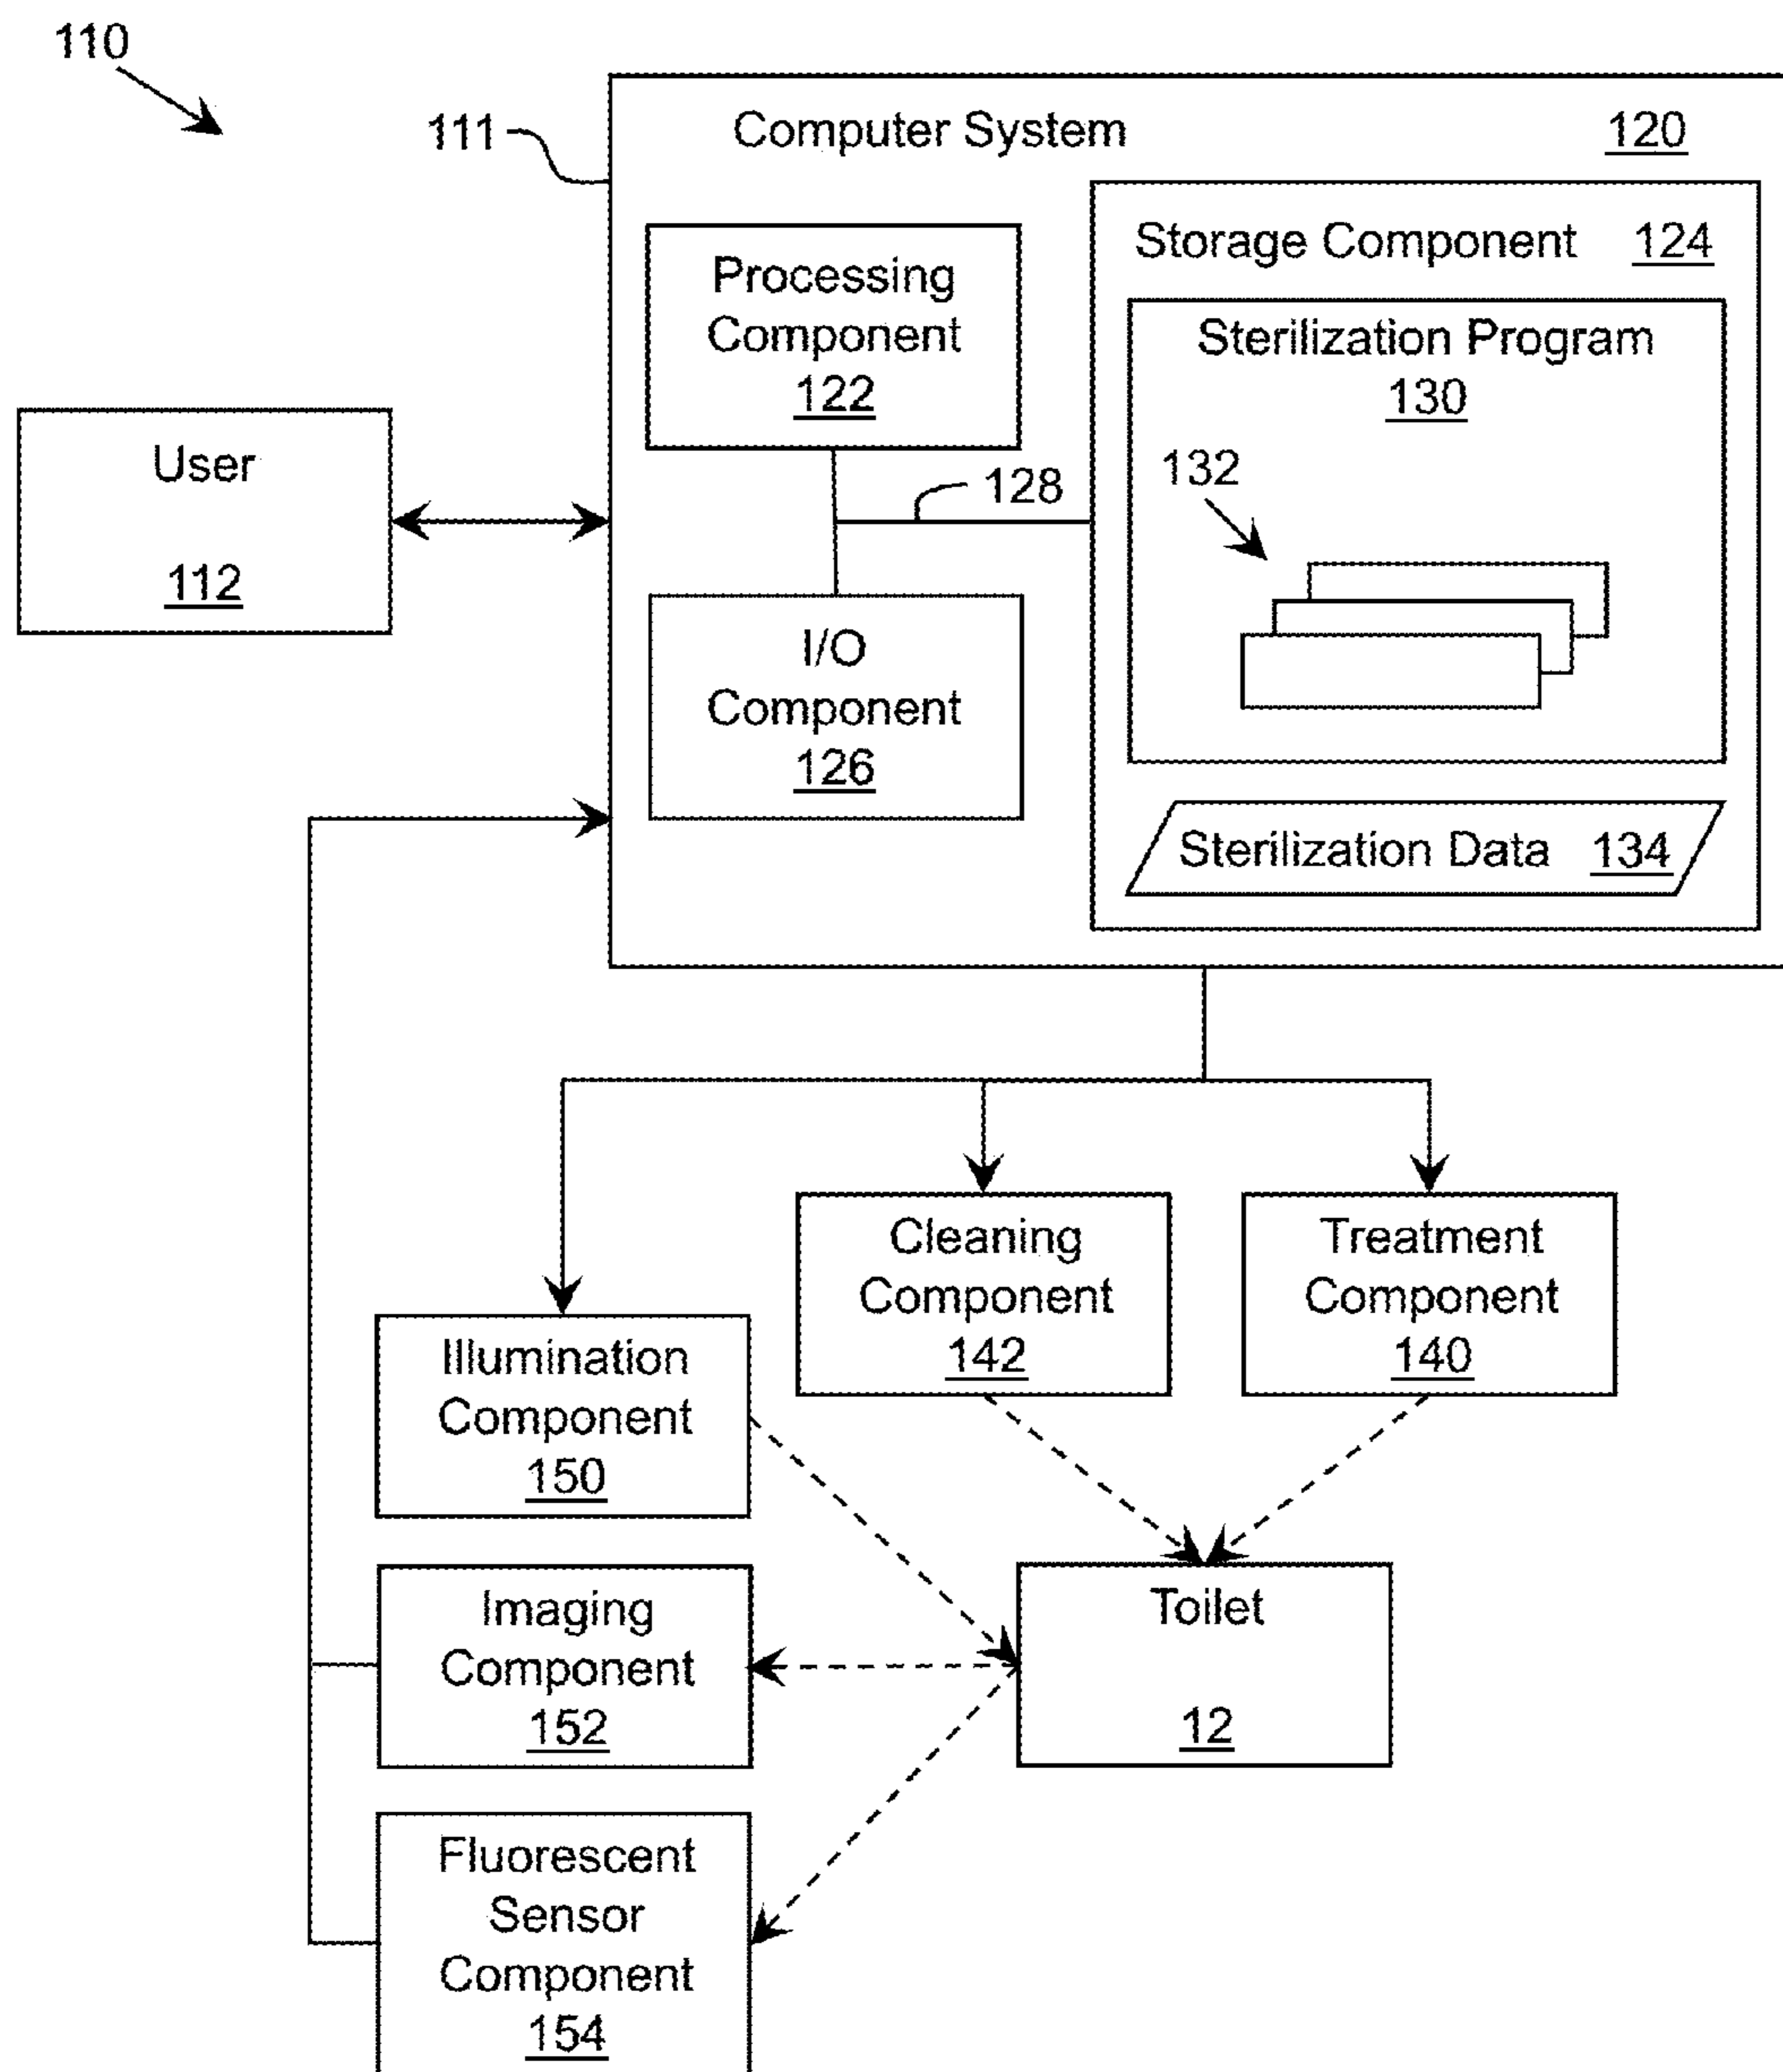 110
111
Computer System 120
Processing
Component
122
Storage Component 124
Sterilization Program
130
132
128
User
112
I/O
Component
126
Sterilization Data 134
Cleaning
Component
142
Treatment
Component
140
Illumination
Component
150
Imaging
Component
152
Toilet
12
Fluorescent
Sensor
Component
154